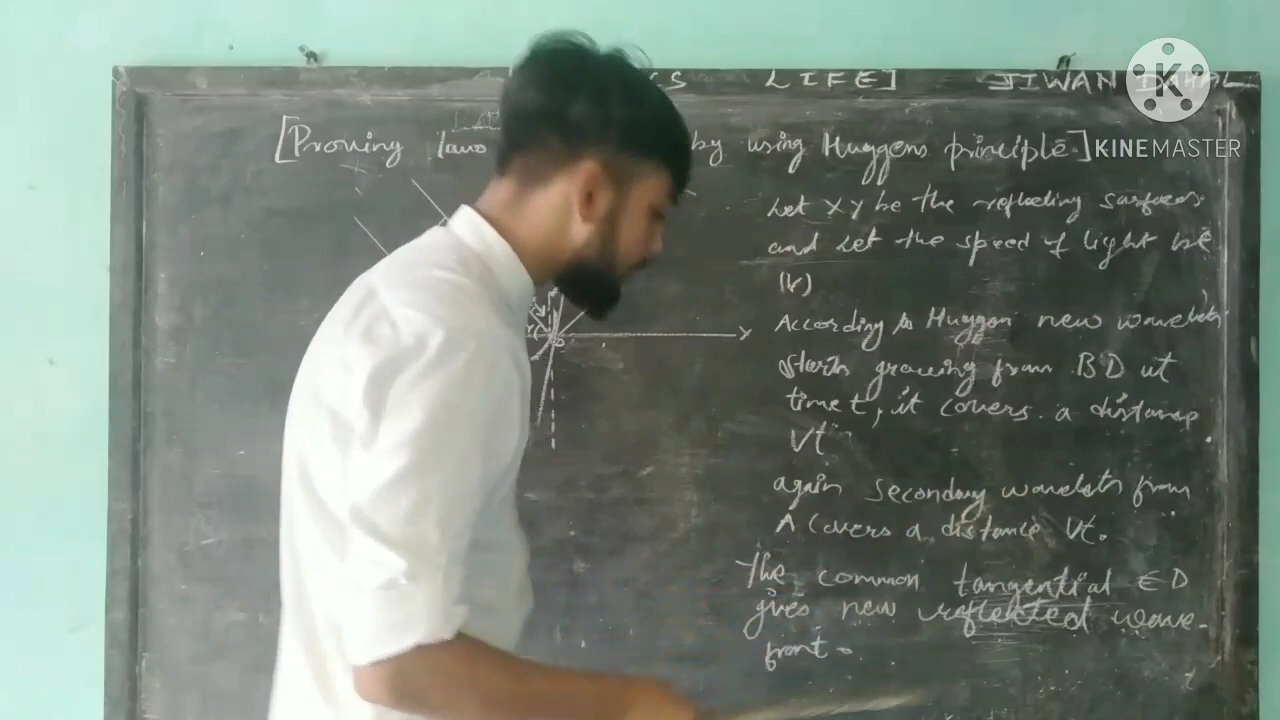 LIFE] JIWAN DAHAL
KINEMASTER
[Proving laws by using Huygens principle]
Let XY be the reflecting surfaces
and let the speed of light be
(v)
According to Huygen new wavelets
starts growing from BD at
time t, it covers a distance
Vt
again secondary wavelets from
A covers a distance Vt.
The common tangential ED
gives new reflected wave-
front.
X